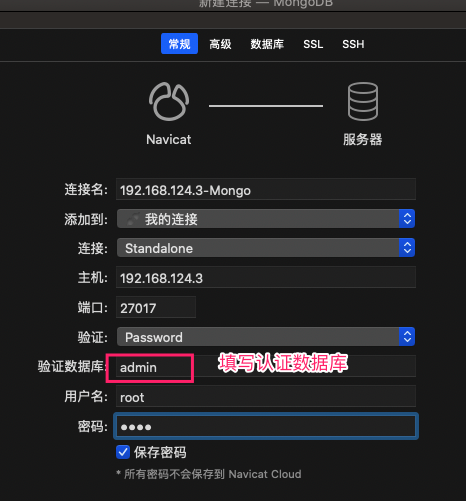 新建连接 — MongoDB
常规 高级 数据库 SSL SSH
Navicat 服务器
连接名: 192.168.124.3-Mongo
添加到: 我的连接
连接: Standalone
主机: 192.168.124.3
端口: 27017
验证: Password
验证数据库: admin 填写认证数据库
用户名: root
密码: ●●●●
保存密码
* 所有密码不会保存到 Navicat Cloud